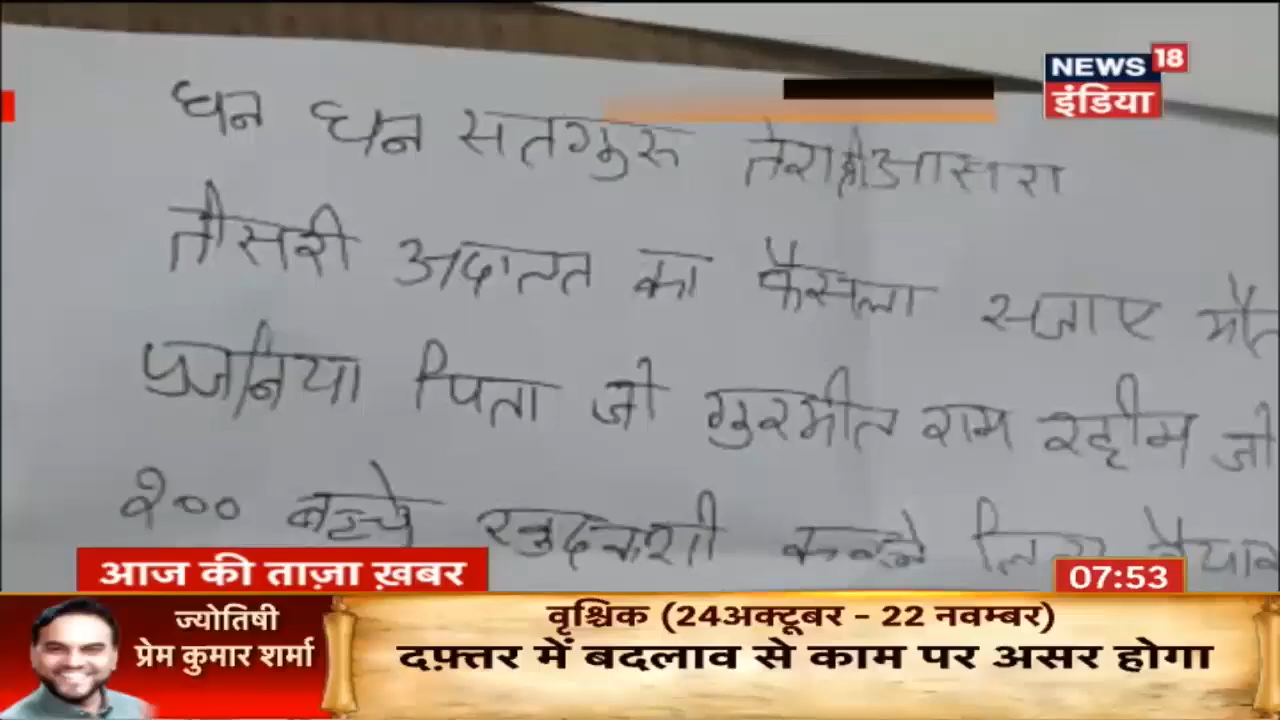 NEWS 18
इंडिया
धन धन सतगुरु तेरा ही आसरा
तीसरी अदालत का फैसला सजाए मौत
प्रजनिया पिता जी गुरमीत राम रहीम जी
200 बच्चे खुदकशी करने लिए तैयार
आज की ताज़ा ख़बर
07:53
ज्योतिषी
प्रेम कुमार शर्मा
वृश्चिक (24अक्टूबर - 22 नवम्बर)
दफ़्तर में बदलाव से काम पर असर होगा